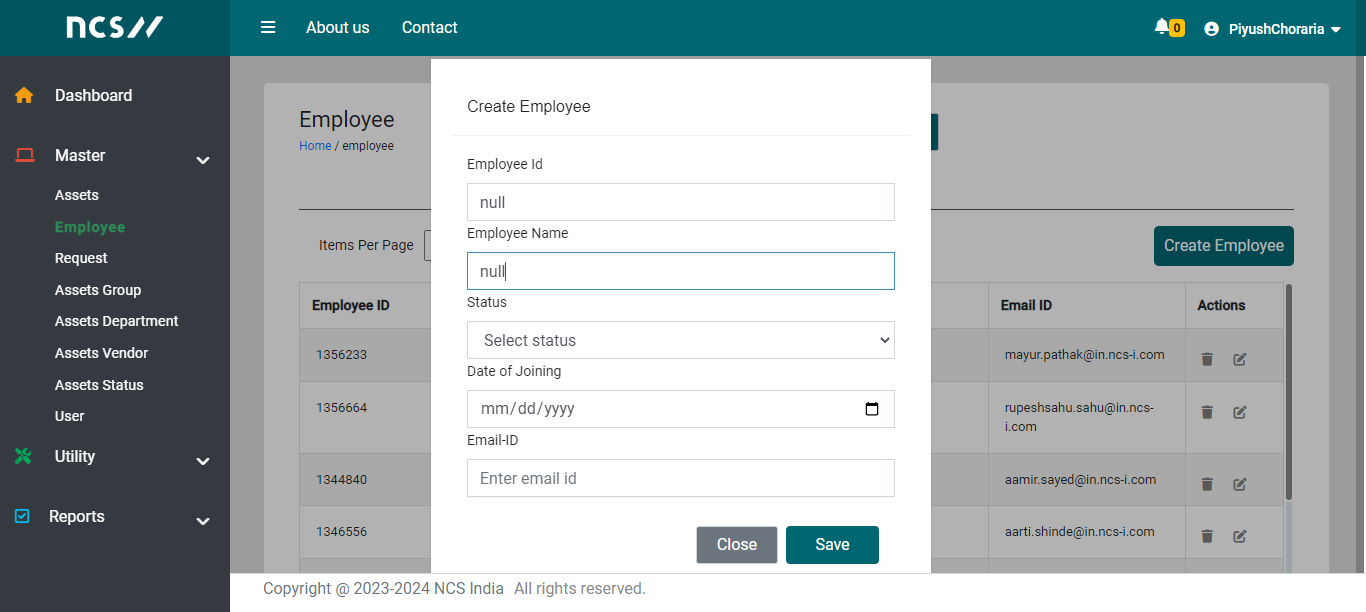 ncs
About us
Contact
0
PiyushChoraria
Dashboard
Master
Assets
Employee
Request
Assets Group
Assets Department
Assets Vendor
Assets Status
User
Utility
Reports
Employee
Home / employee
Items Per Page
Create Employee
Employee ID
Email ID
Actions
1356233
mayur.pathak@in.ncs-i.com
1356664
rupeshsahu.sahu@in.ncs-
i.com
1344840
aamir.sayed@in.ncs-i.com
1346556
aarti.shinde@in.ncs-i.com
Create Employee
Employee Id
null
Employee Name
null
Status
Select status
Date of Joining
mm/dd/yyyy
Email-ID
Enter email id
Close
Save
Copyright @ 2023-2024 NCS India All rights reserved.